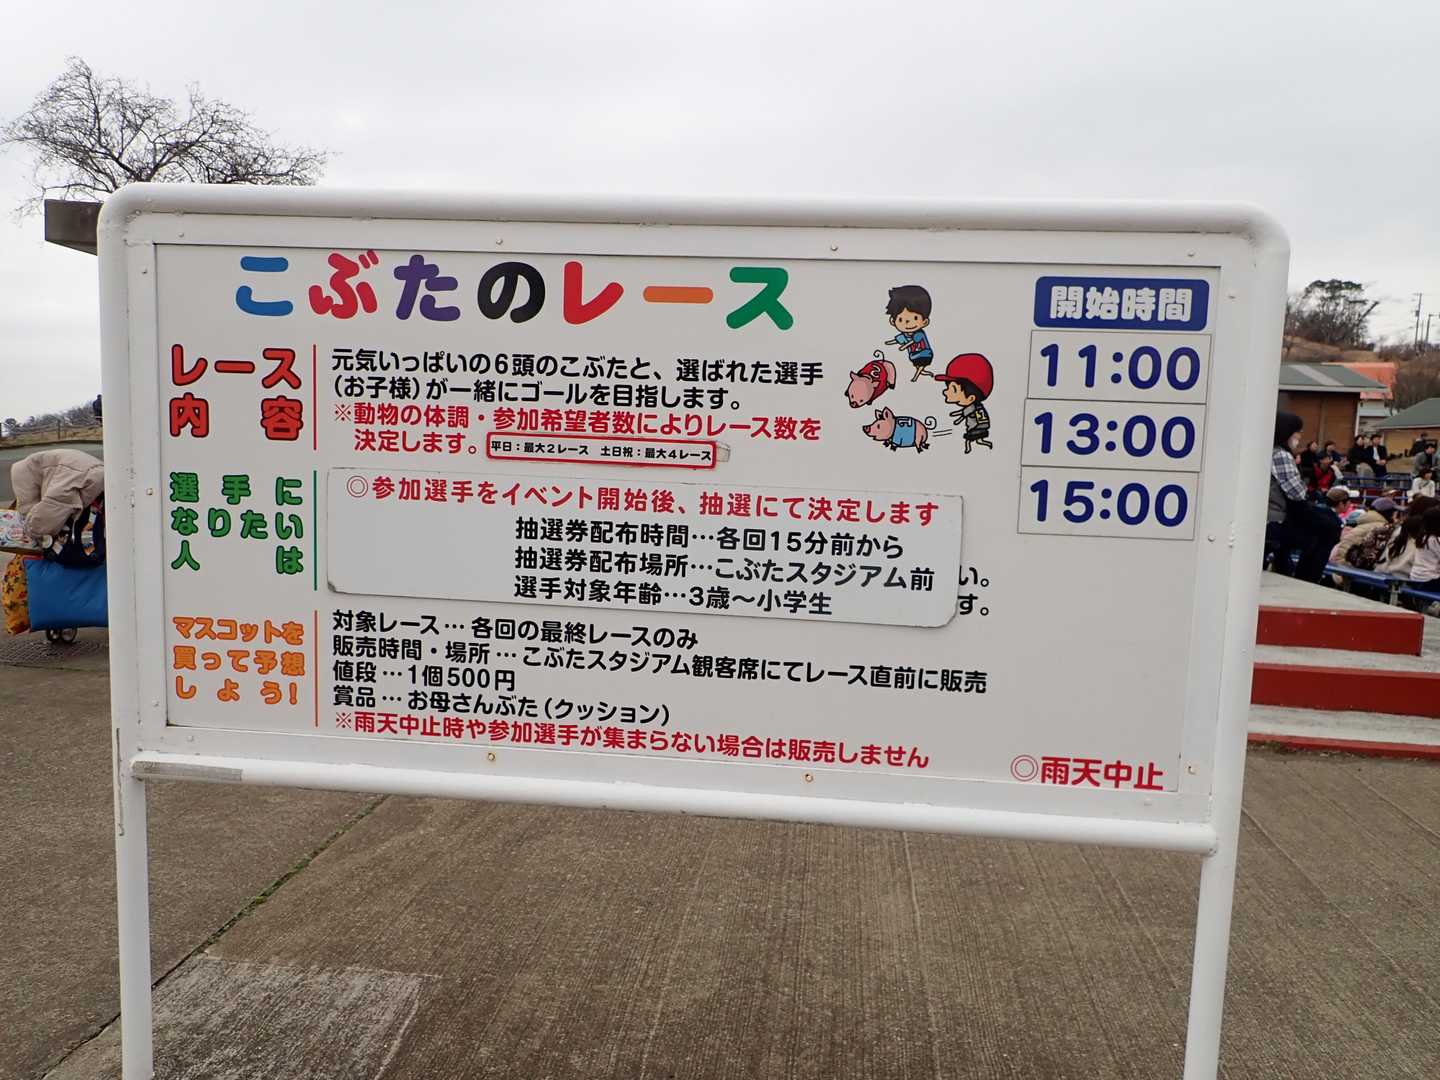 こぶたのレース
開始時間
11:00
13:00
15:00
レース
内容
元気いっぱいの6頭のこぶたと、選ばれた選手
(お子様)が一緒にゴールを目指します。
※動物の体調・参加希望者数によりレース数を
決定します。
平日:最大2レース 土日祝:最大4レース
選手に
なりたい
人は
◎参加選手をイベント開始後、抽選にて決定します
抽選券配布時間…各回15分前から
抽選券配布場所…こぶたスタジアム前
選手対象年齢…3歳〜小学生
い。
す。
マスコットを
買って予想
しよう!
対象レース…各回の最終レースのみ
販売時間・場所…こぶたスタジアム観客席にてレース直前に販売
値段…1個500円
賞品…お母さんぶた(クッション)
※雨天中止時や参加選手が集まらない場合は販売しません
◎雨天中止